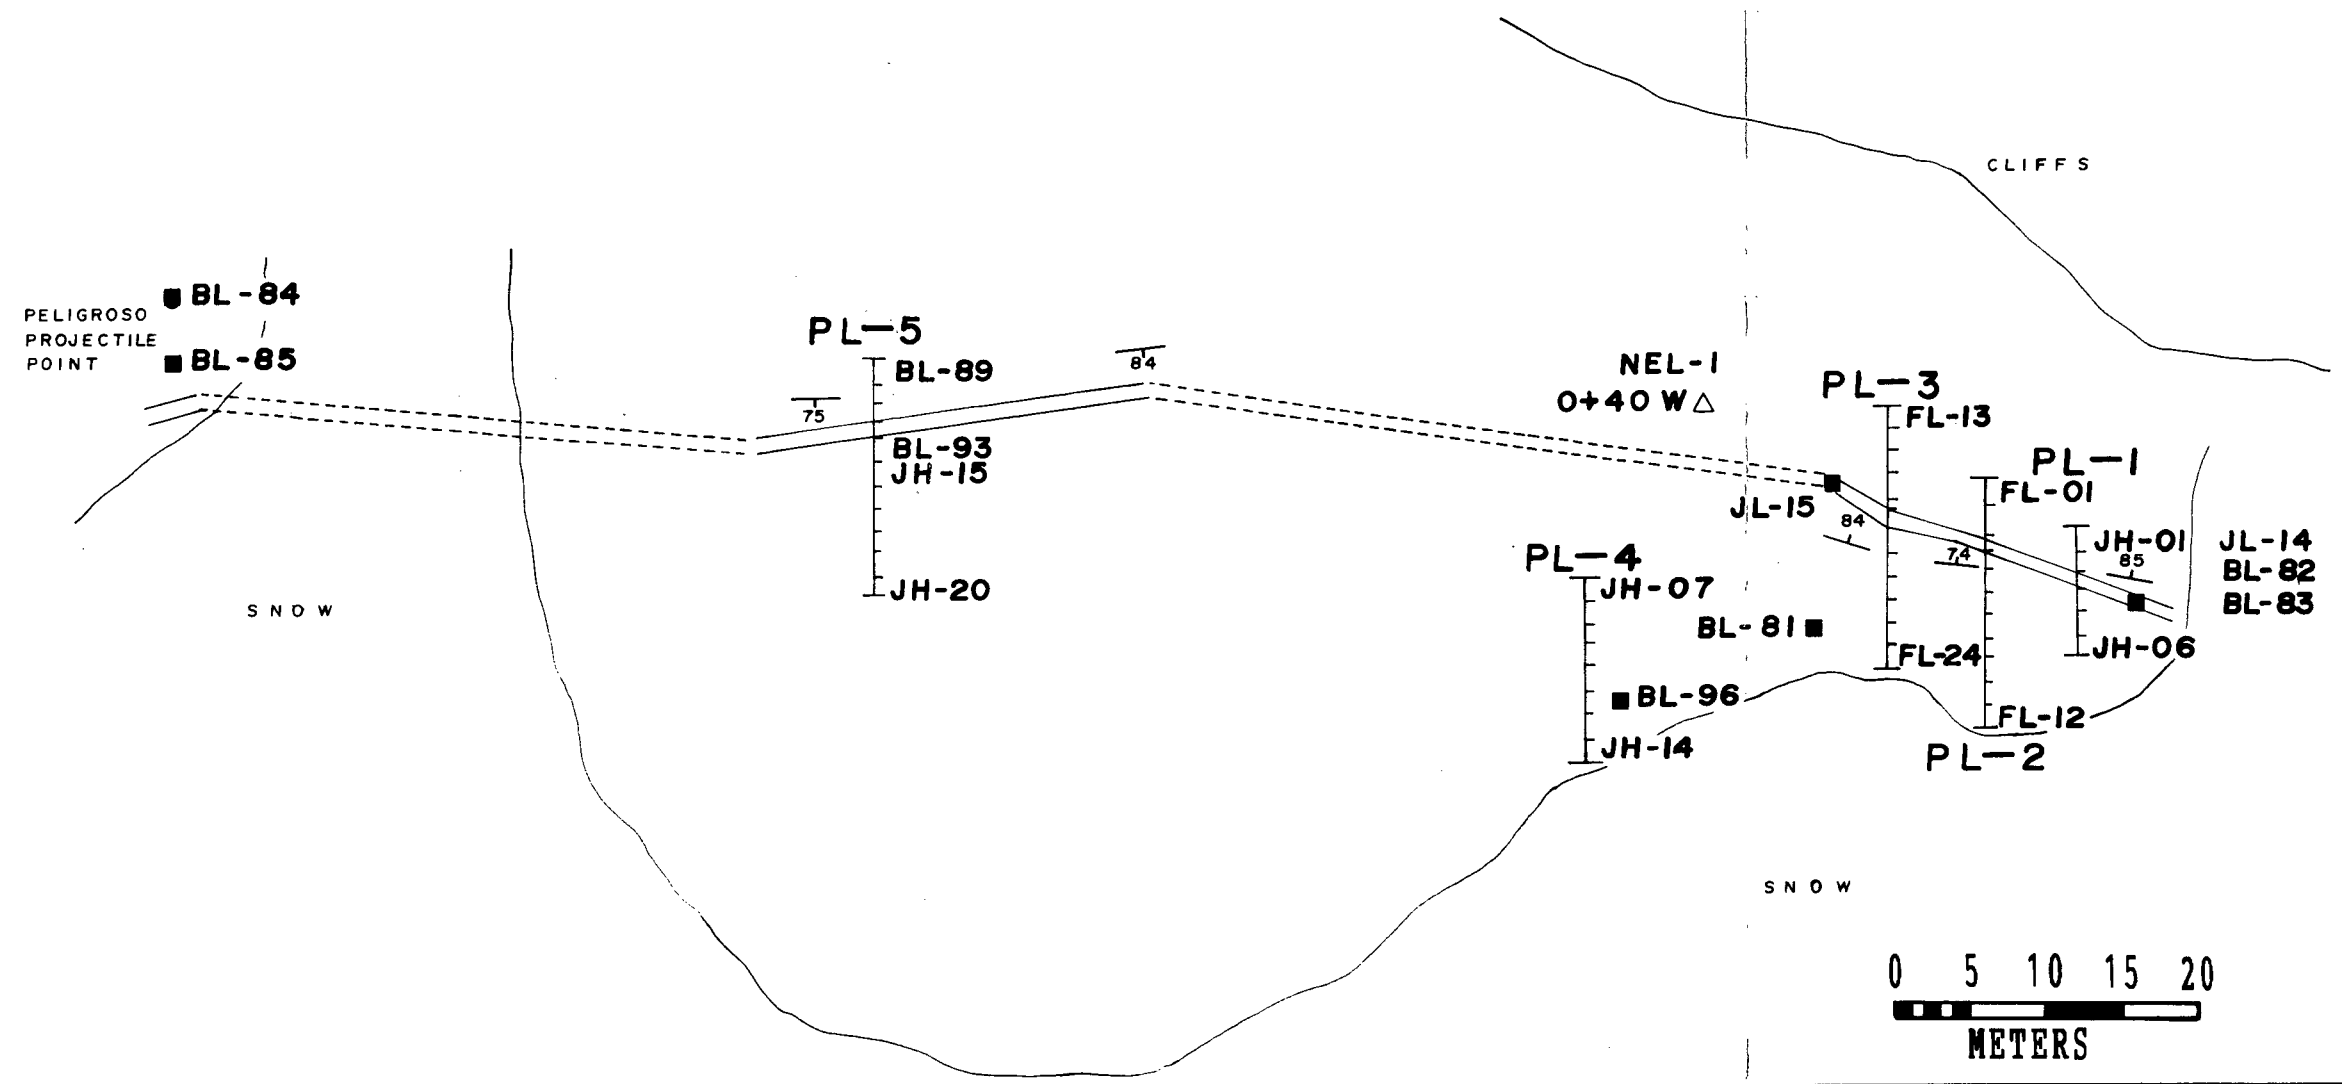 CLIFFS
BL-84
PELIGROSO
PROJECTILE
POINT
BL-85
PL-5
BL-89
75
84
BL-93
JH-15
JH-20
NEL-1
0+40 W
PL-3
FL-13
PL-1
FL-01
JL-15
84
74
JH-01
85
JL-14
BL-82
BL-83
PL-4
JH-07
BL-81
FL-24
JH-06
BL-96
FL-12
JH-14
PL-2
SNOW
SNOW
0 5 10 15 20
METERS